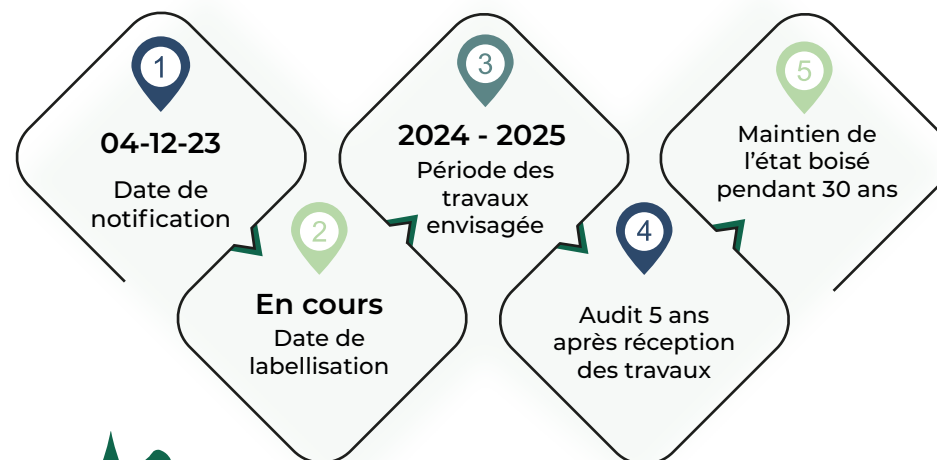 1
04-12-23
Date de
notification
2
En cours
Date de
labellisation
3
2024 - 2025
Période des
travaux
envisagée
4
Audit 5 ans
après réception
des travaux
5
Maintien de
l'état boisé
pendant 30 ans